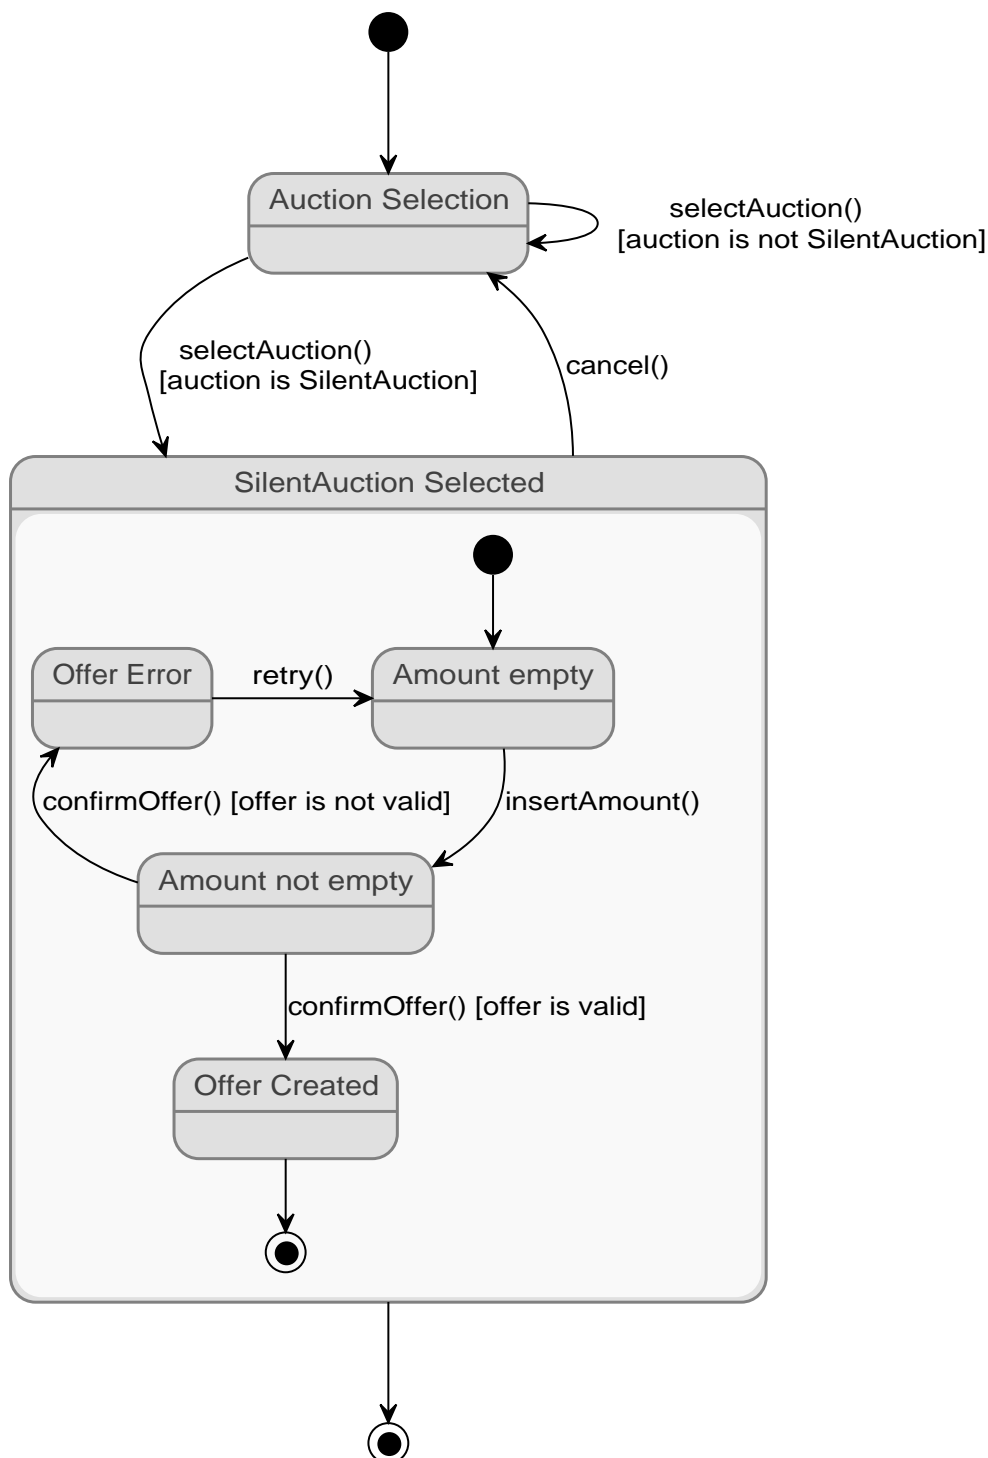 Auction Selection
selectAuction()
[auction is not SilentAuction]
selectAuction()
[auction is SilentAuction]
cancel()
SilentAuction Selected
Offer Error
retry()
Amount empty
confirmOffer() [offer is not valid]
insertAmount()
Amount not empty
confirmOffer() [offer is valid]
Offer Created